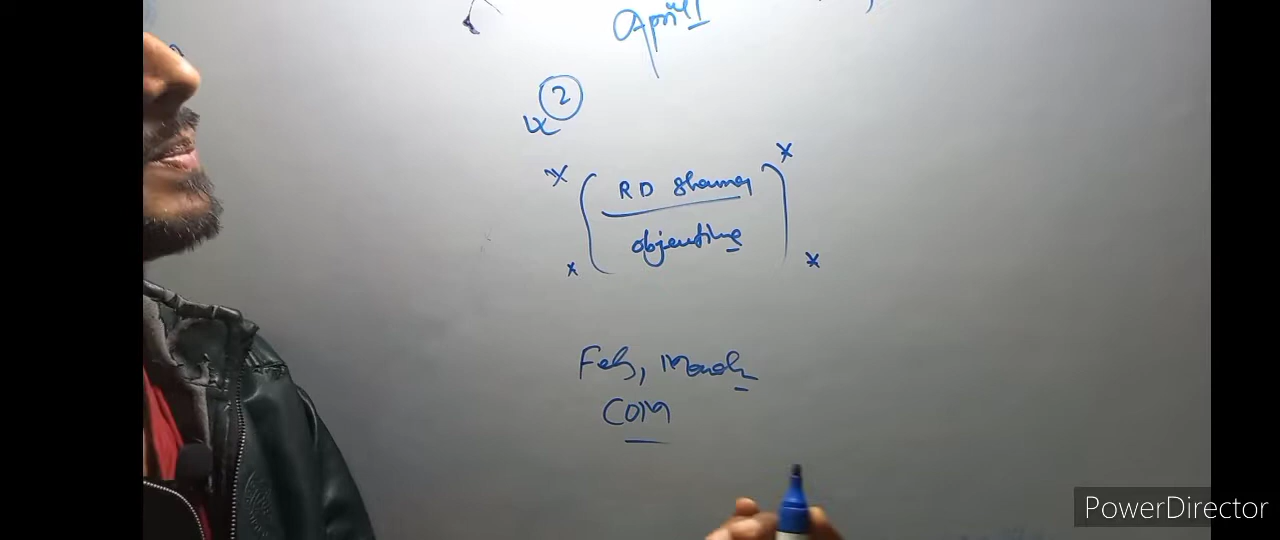 April
2
RD Sharma
objective
Feb, March
COM
PowerDirector